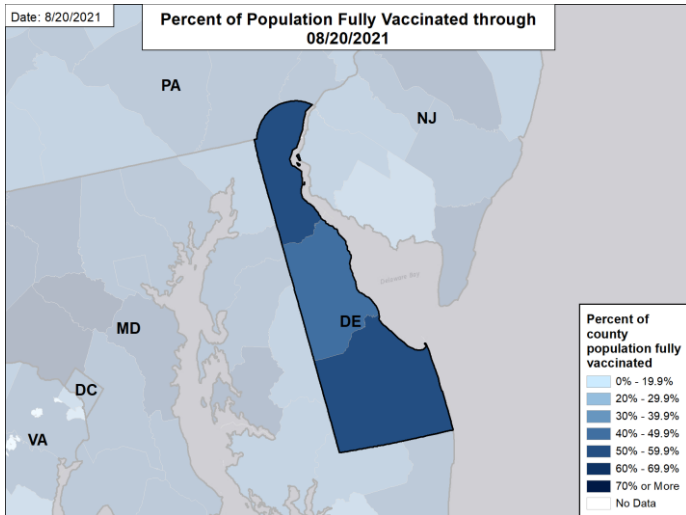 Date: 8/20/2021
Percent of Population Fully Vaccinated through
08/20/2021
PA
NJ
Delaware Bay
MD
DE
DC
VA
Percent of
county
population fully
vaccinated
0% - 19.9%
20% - 29.9%
30% - 39.9%
40% - 49.9%
50% - 59.9%
60% - 69.9%
70% or More
No Data